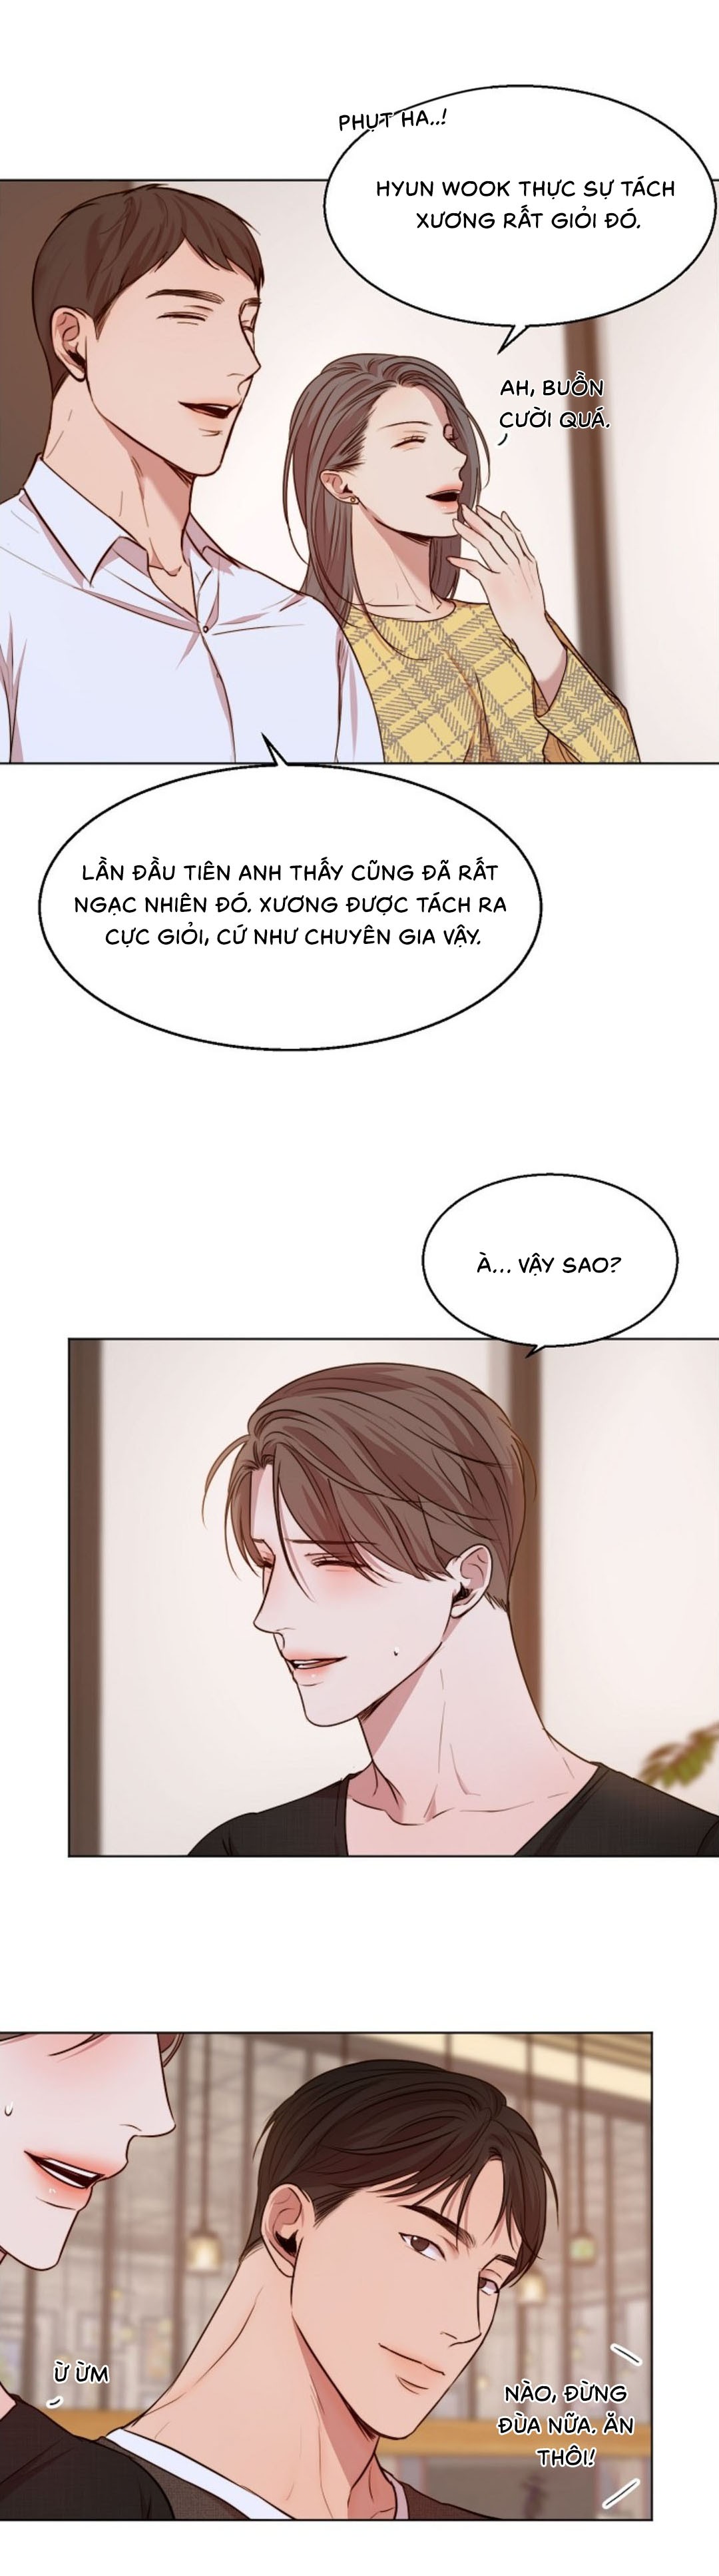 PHỤT HA..!
HYUN WOOK THỰC SỰ TÁCH
XƯƠNG RẤT GIỎI ĐÓ.
AH, BUỒN
CƯỜI QUÁ.
LẦN ĐẦU TIÊN ANH THẤY CŨNG ĐÃ RẤT
NGẠC NHIÊN ĐÓ. XƯƠNG ĐƯỢC TÁCH RA
CỰC GIỎI, CỨ NHƯ CHUYÊN GIA VẬY.
À... VẬY SAO?
Ừ ỪM
NÀO, ĐỪNG
ĐÙA NỮA. ĂN
THÔI!